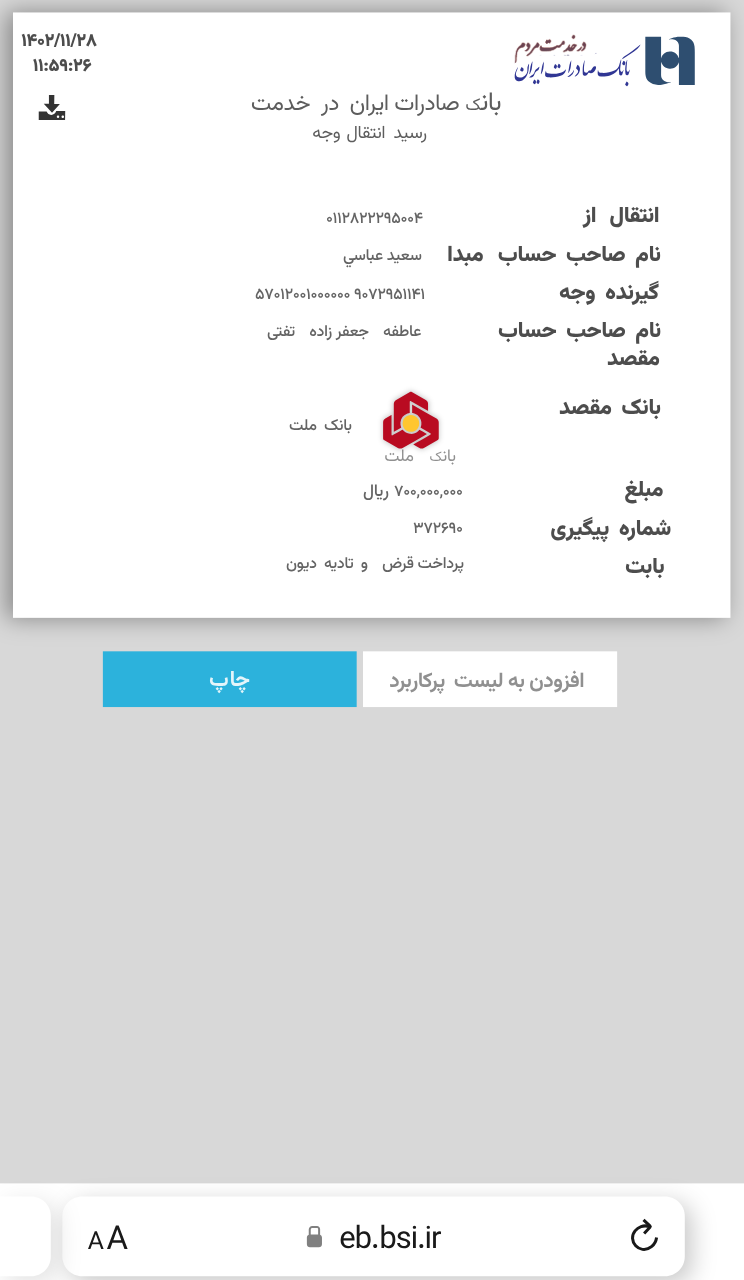 ۱۴۰۲/۱۱/۲۸
۱۱:۵۹:۲۶
در خدمت مردم
بانک صادرات ایران
بانک صادرات ایران در خدمت
رسید انتقال وجه
انتقال از ۰۱۱۲۸۲۲۲۹۵۰۰۴
نام صاحب حساب مبدا سعید عباسي
گیرنده وجه ۵۷۰۱۲۰۰۱۰۰۰۰۰۰ ۹۰۷۲۹۵۱۱۴۱
نام صاحب حساب عاطفه جعفر زاده تفتی
مقصد
بانک مقصد بانک ملت
بانک ملت
مبلغ ۷۰۰,۰۰۰,۰۰۰ ریال
شماره پیگیری ۳۷۲۶۹۰
بابت پرداخت قرض و تادیه دیون
افزودن به لیست پرکاربرد چاپ
AA eb.bsi.ir